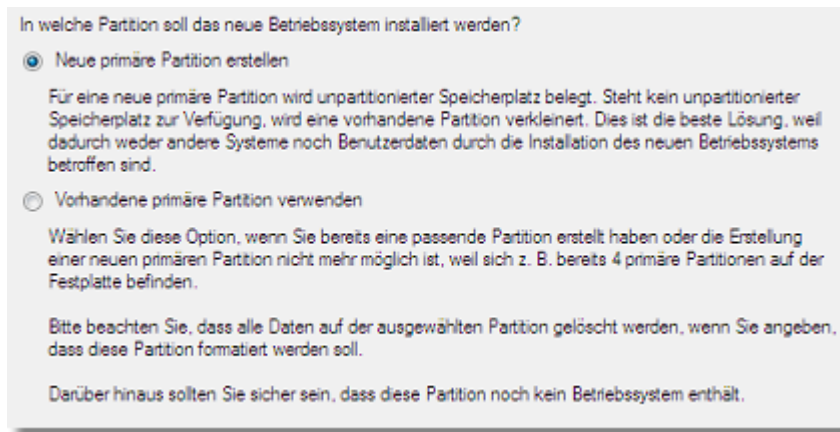 In welche Partition soll das neue Betriebssystem installiert werden?
Neue primäre Partition erstellen
Für eine neue primäre Partition wird unpartitionierter Speicherplatz belegt. Steht kein unpartitionierter
Speicherplatz zur Verfügung, wird eine vorhandene Partition verkleinert. Dies ist die beste Lösung, weil
dadurch weder andere Systeme noch Benutzerdaten durch die Installation des neuen Betriebssystems
betroffen sind.
Vorhandene primäre Partition verwenden
Wählen Sie diese Option, wenn Sie bereits eine passende Partition erstellt haben oder die Erstellung
einer neuen primären Partition nicht mehr möglich ist, weil sich z. B. bereits 4 primäre Partitionen auf der
Festplatte befinden.
Bitte beachten Sie, dass alle Daten auf der ausgewählten Partition gelöscht werden, wenn Sie angeben,
dass diese Partition formatiert werden soll.
Darüber hinaus sollten Sie sicher sein, dass diese Partition noch kein Betriebssystem enthält.